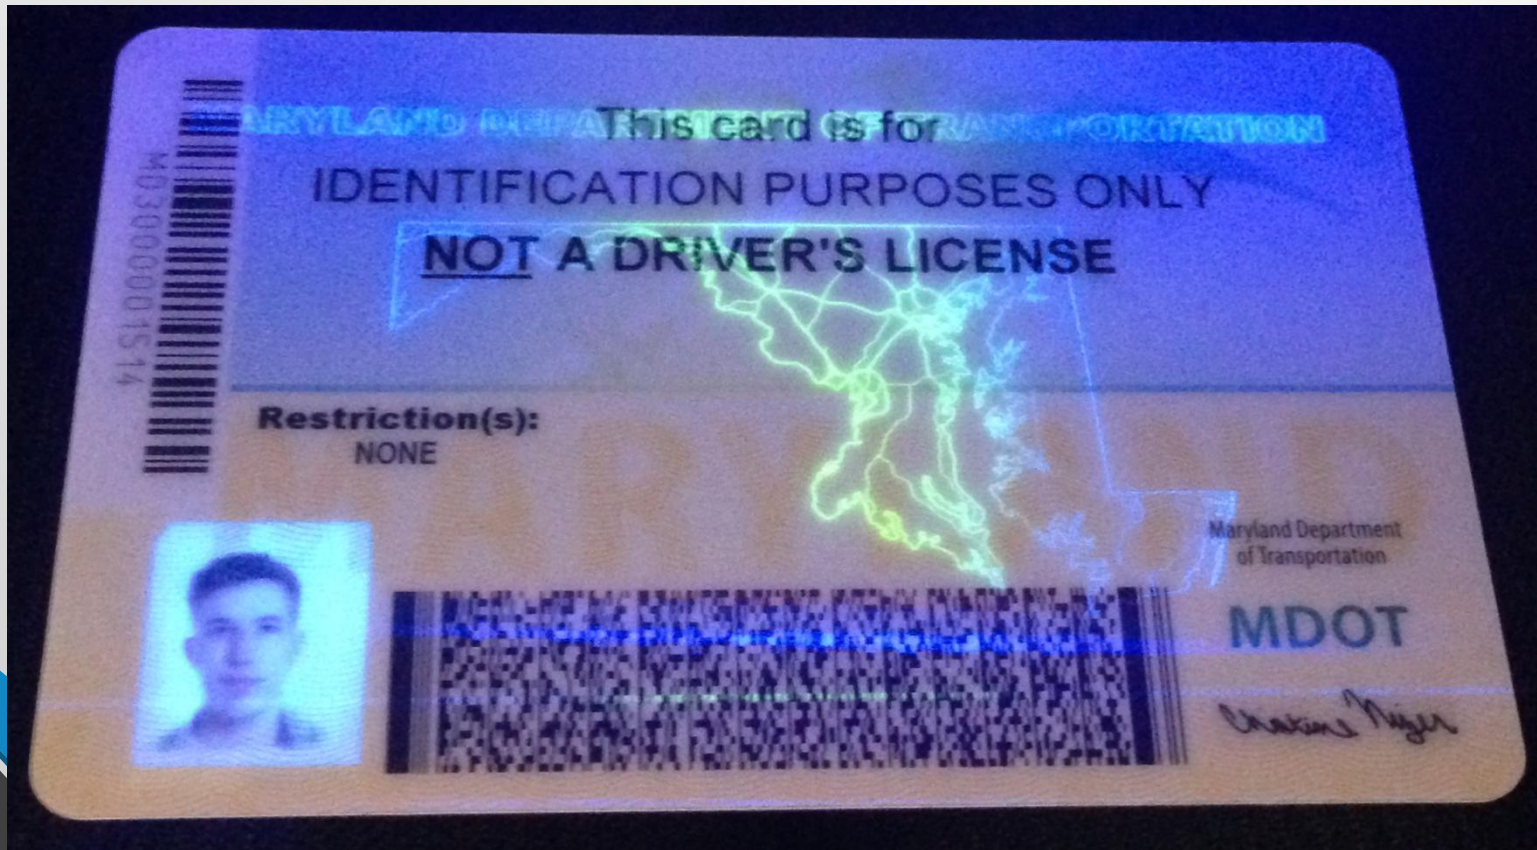 MARYLAND DEPARTMENT OF TRANSPORTATION
This card is for
IDENTIFICATION PURPOSES ONLY
NOT A DRIVER'S LICENSE
MD3000001514
Restriction(s):
NONE
MARYLAND
Maryland Department
of Transportation
MDOT